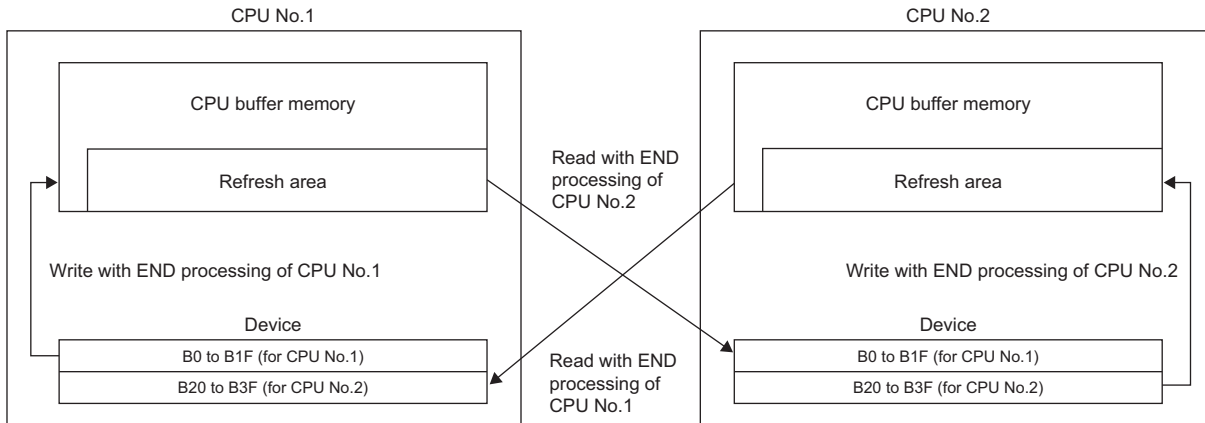 CPU No.1
CPU No.2
CPU buffer memory
CPU buffer memory
Refresh area
Read with END
processing of
CPU No.2
Refresh area
Write with END processing of CPU No.1
Write with END processing of CPU No.2
Device
Device
B0 to B1F (for CPU No.1)
B20 to B3F (for CPU No.2)
Read with END
processing of
CPU No.1
B0 to B1F (for CPU No.1)
B20 to B3F (for CPU No.2)